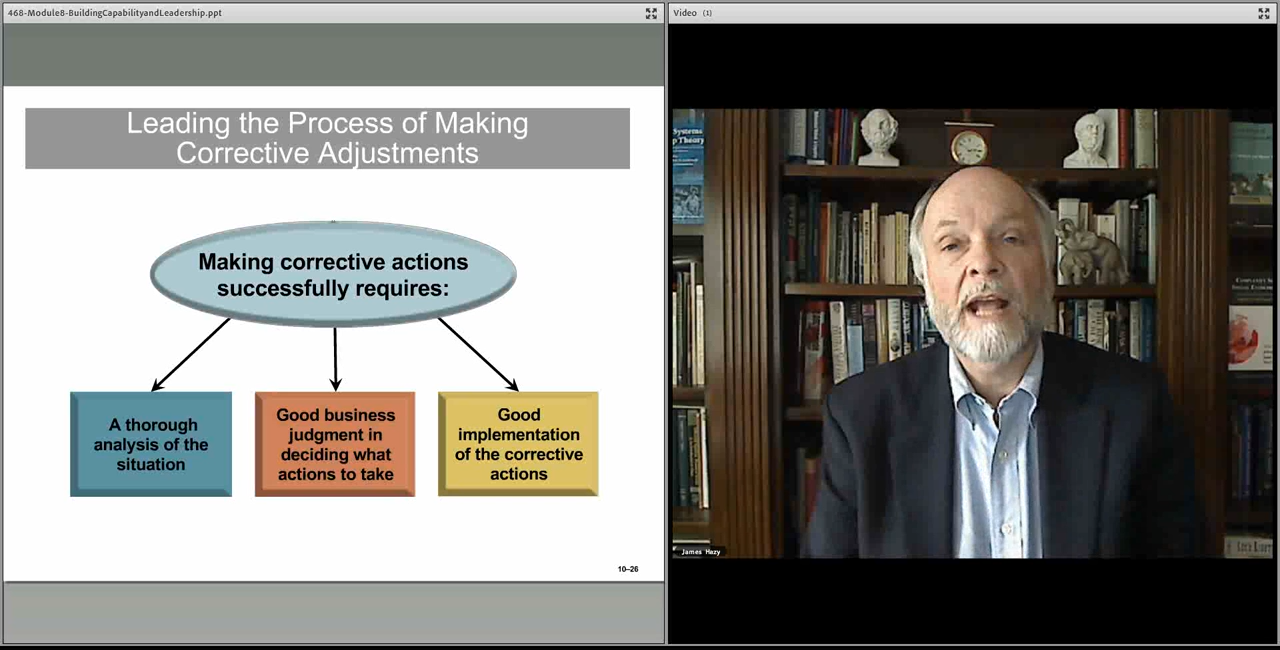 468-Module8-BuildingCapabilityandLeadership.ppt
Leading the Process of Making
Corrective Adjustments
Making corrective actions
successfully requires:
A thorough
analysis of the
situation
Good business
judgment in
deciding what
actions to take
Good
implementation
of the corrective
actions
10–26
Video (1)
Systems
p Theory
James Hazy